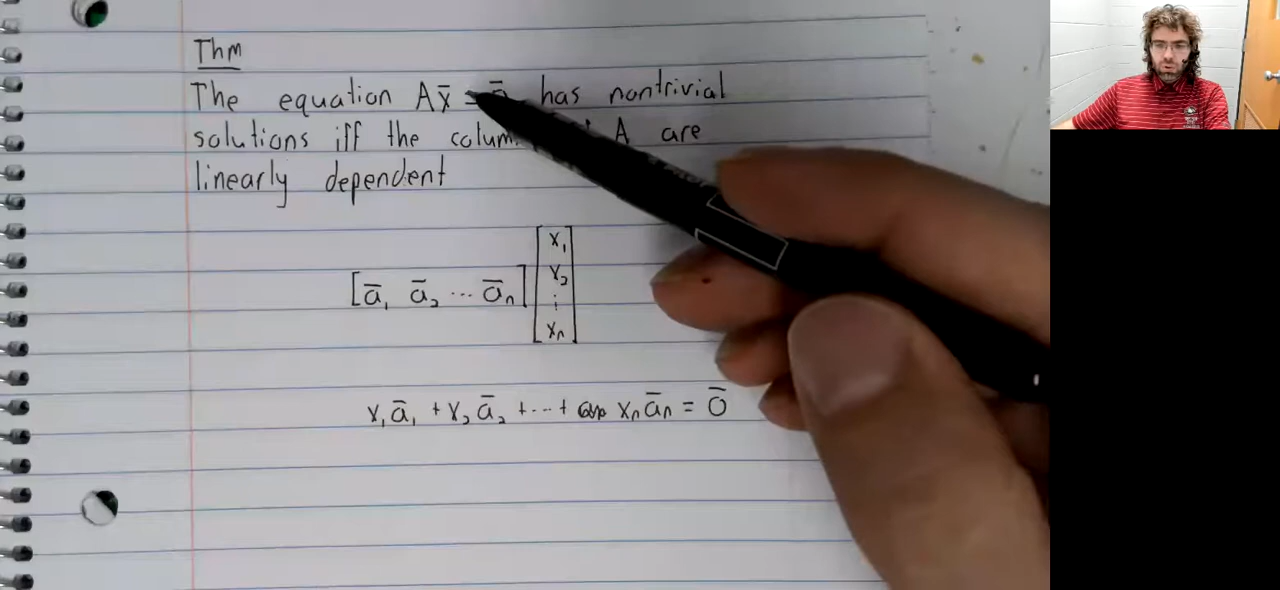 Thm
The equation Ax̄ = has nontrivial
solutions iff the A are
linearly dependent
[ā₁ ā₂ ⋯ āₙ] [x₁
x₂
⋮
xₙ]
x₁ā₁ + x₂ā₂ + ⋯ + xₙāₙ = 0̄